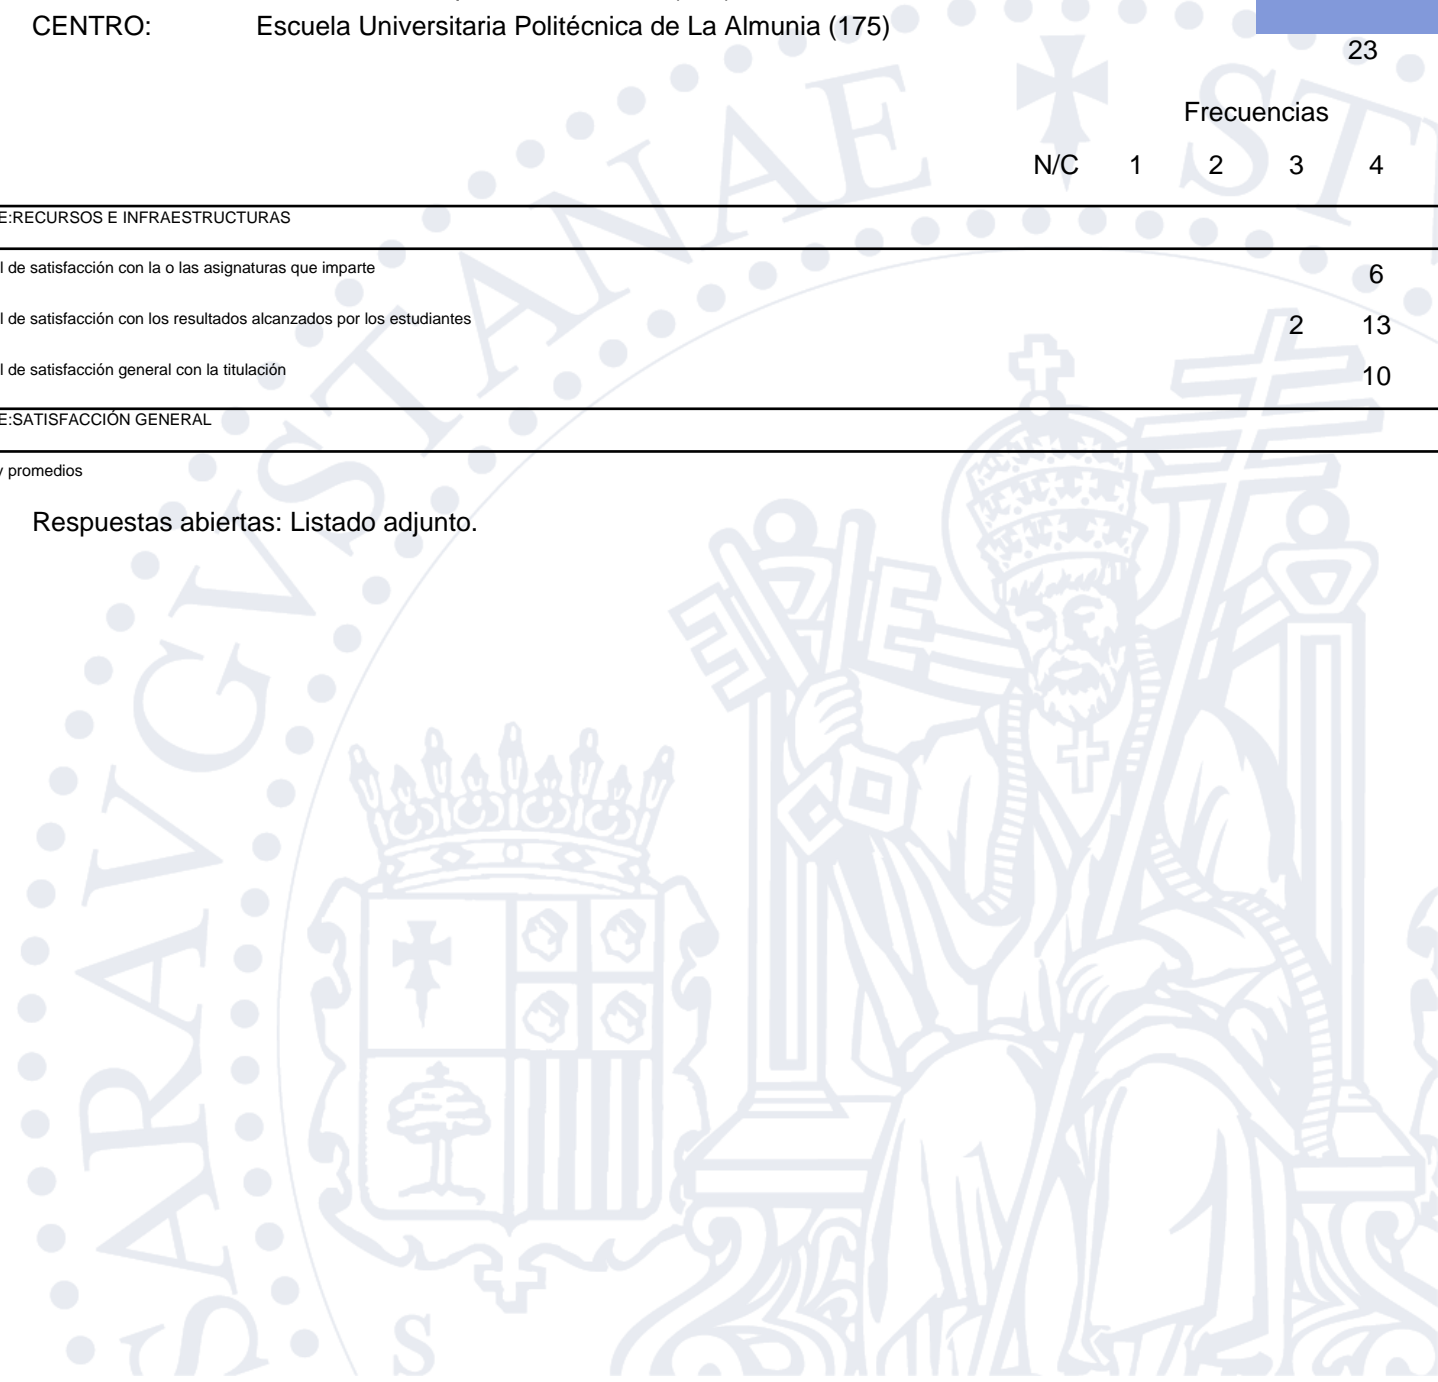 CENTRO: Escuela Universitaria Politécnica de La Almunia (175)
23
Frecuencias
N/C 1 2 3 4
E:RECURSOS E INFRAESTRUCTURAS
l de satisfacción con la o las asignaturas que imparte 6
l de satisfacción con los resultados alcanzados por los estudiantes 2 13
l de satisfacción general con la titulación 10
E:SATISFACCIÓN GENERAL
y promedios
Respuestas abiertas: Listado adjunto.